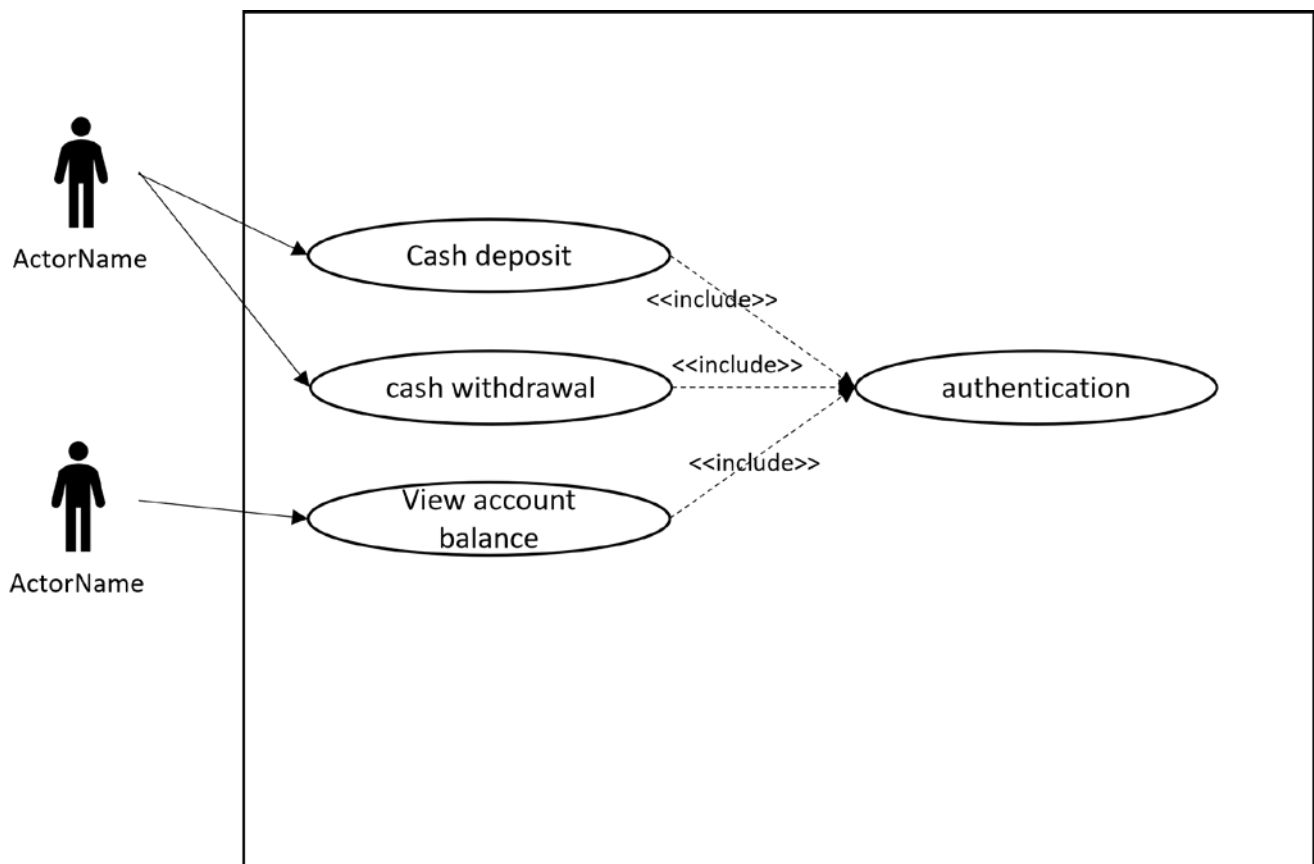 ActorName
Cash deposit
<<include>>
<<include>>
cash withdrawal
authentication
<<include>>
View account
balance
ActorName